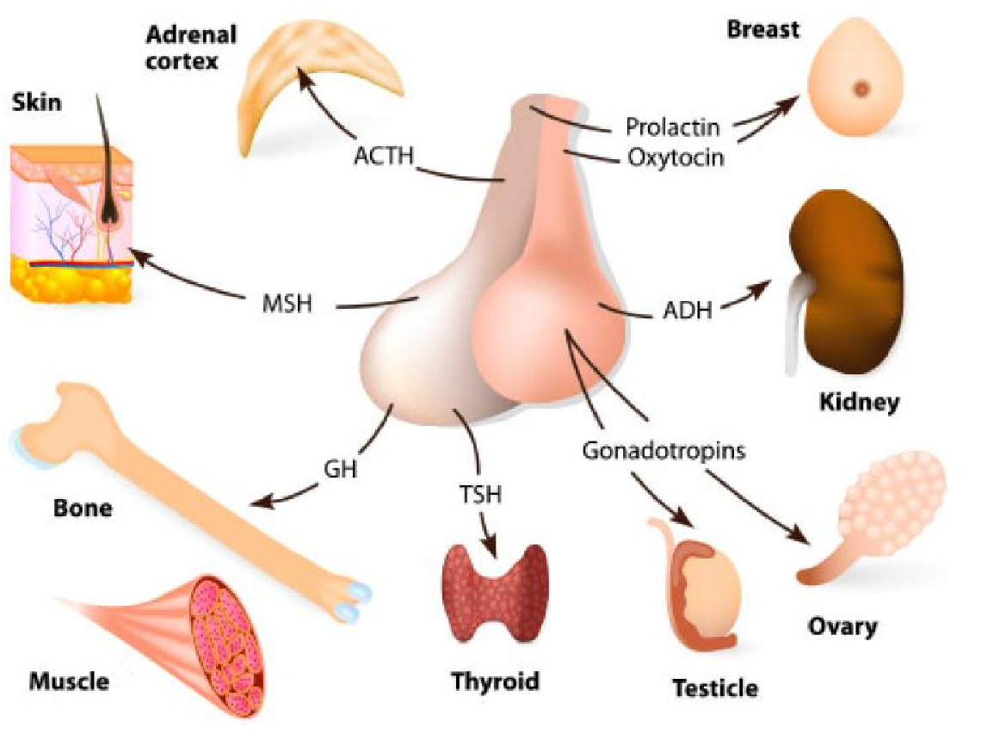 Adrenal
cortex
Breast
Skin
Prolactin
Oxytocin
ACTH
MSH
ADH
Kidney
Gonadotropins
GH
TSH
Bone
Ovary
Muscle
Thyroid
Testicle